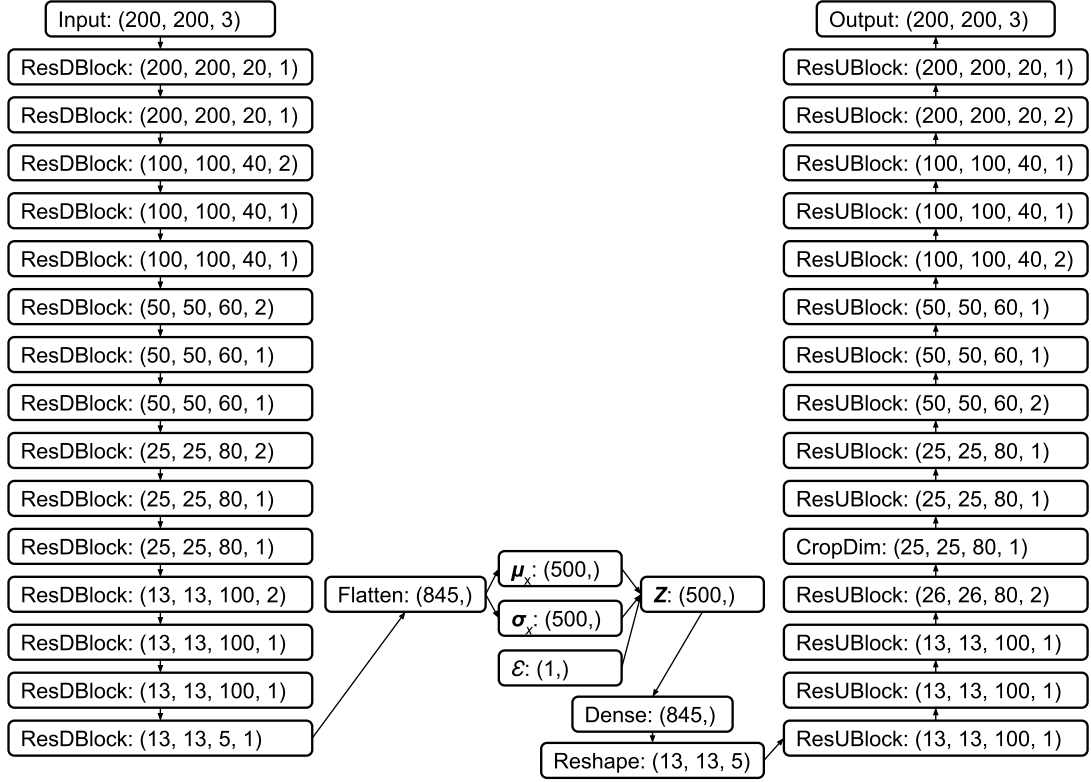 Input: (200, 200, 3)
ResDBlock: (200, 200, 20, 1)
ResDBlock: (200, 200, 20, 1)
ResDBlock: (100, 100, 40, 2)
ResDBlock: (100, 100, 40, 1)
ResDBlock: (100, 100, 40, 1)
ResDBlock: (50, 50, 60, 2)
ResDBlock: (50, 50, 60, 1)
ResDBlock: (50, 50, 60, 1)
ResDBlock: (25, 25, 80, 2)
ResDBlock: (25, 25, 80, 1)
ResDBlock: (25, 25, 80, 1)
ResDBlock: (13, 13, 100, 2)
ResDBlock: (13, 13, 100, 1)
ResDBlock: (13, 13, 100, 1)
ResDBlock: (13, 13, 5, 1)
Flatten: (845,)
μx: (500,)
σx: (500,)
ℰ: (1,)
Z: (500,)
Dense: (845,)
Reshape: (13, 13, 5)
Output: (200, 200, 3)
ResUBlock: (200, 200, 20, 1)
ResUBlock: (200, 200, 20, 2)
ResUBlock: (100, 100, 40, 1)
ResUBlock: (100, 100, 40, 1)
ResUBlock: (100, 100, 40, 2)
ResUBlock: (50, 50, 60, 1)
ResUBlock: (50, 50, 60, 1)
ResUBlock: (50, 50, 60, 2)
ResUBlock: (25, 25, 80, 1)
ResUBlock: (25, 25, 80, 1)
CropDim: (25, 25, 80, 1)
ResUBlock: (26, 26, 80, 2)
ResUBlock: (13, 13, 100, 1)
ResUBlock: (13, 13, 100, 1)
ResUBlock: (13, 13, 100, 1)